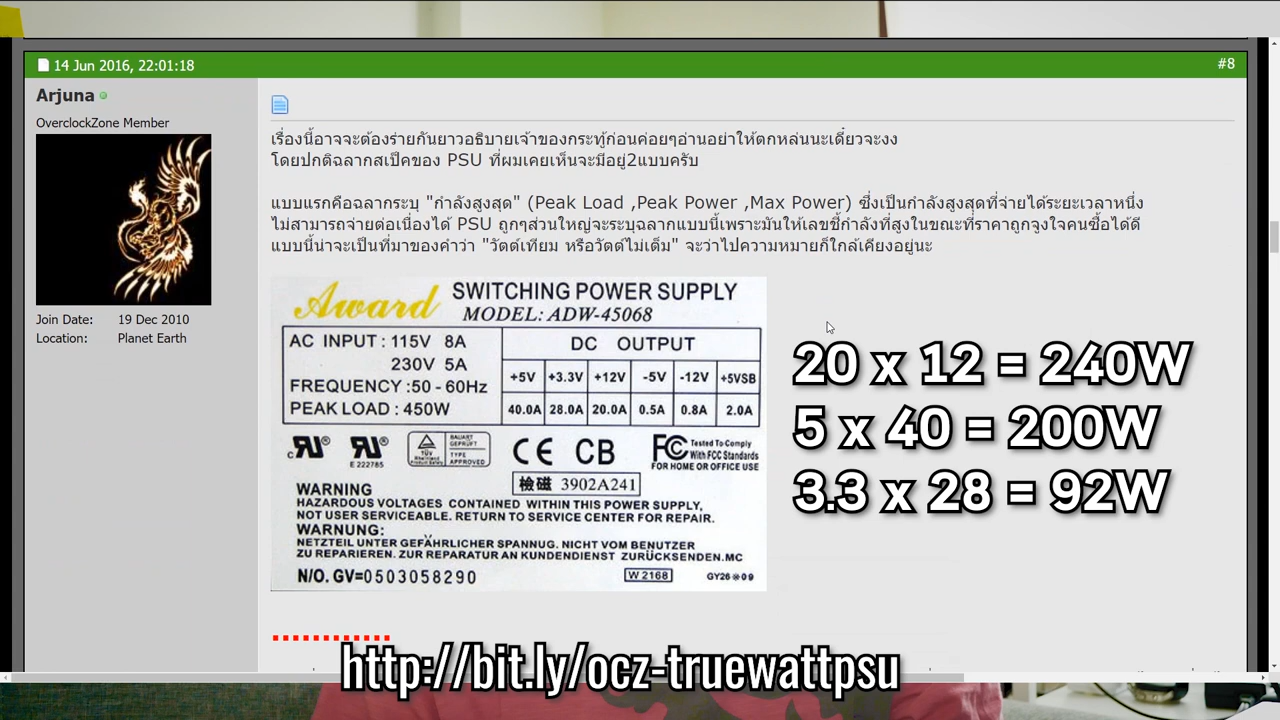 14 Jun 2016, 22:01:18
#8
Arjuna
OverclockZone Member
Join Date: 19 Dec 2010
Location: Planet Earth
เรื่องนี้อาจจะต้องร่ายกันยาวอธิบายเจ้าของกระทู้ก่อนค่อยๆอ่านอย่าให้ตกหล่นนะเดี๋ยวจะงง
โดยปกติฉลากสเป็คของ PSU ที่ผมเคยเห็นจะมีอยู่2แบบครับ
แบบแรกคือฉลากระบุ "กำลังสูงสุด" (Peak Load ,Peak Power ,Max Power) ซึ่งเป็นกำลังสูงสุดที่จ่ายได้ระยะเวลาหนึ่ง
ไม่สามารถจ่ายต่อเนื่องได้ PSU ถูกๆส่วนใหญ่จะระบุฉลากแบบนี้เพราะมันให้เลขชี้กำลังที่สูงในขณะที่ราคาถูกจูงใจคนซื้อได้ดี
แบบนี้น่าจะเป็นที่มาของคำว่า "วัตต์เทียม หรือวัตต์ไม่เต็ม" จะว่าไปความหมายก็ใกล้เคียงอยู่นะ
Award SWITCHING POWER SUPPLY
MODEL: ADW-45068
AC INPUT : 115V 8A
230V 5A
FREQUENCY : 50 - 60Hz
PEAK LOAD : 450W
DC OUTPUT
+5V +3.3V +12V -5V -12V +5VSB
40.0A 28.0A 20.0A 0.5A 0.8A 2.0A
E 222785
TÜV
BAUART GEPRÜFT
TYPE APPROVED
CE CB FC Tested To Comply
With FCC Standards
FOR HOME OR OFFICE USE
檢磁 3902A241
WARNING
HAZARDOUS VOLTAGES CONTAINED WITHIN THIS POWER SUPPLY,
NOT USER SERVICEABLE. RETURN TO SERVICE CENTER FOR REPAIR.
WARNUNG:
NETZTEIL UNTER GEFÄHRLICHER SPANNUG. NICHT VOM BENUTZER
ZU REPARIEREN. ZUR REPARATUR AN KUNDENDIENST ZURÜCKSENDEN.MC
N/O. GV=0503058290
W 2168
20 x 12 = 240W
5 x 40 = 200W
3.3 x 28 = 92W
http://bit.ly/ocz-truewattpsu